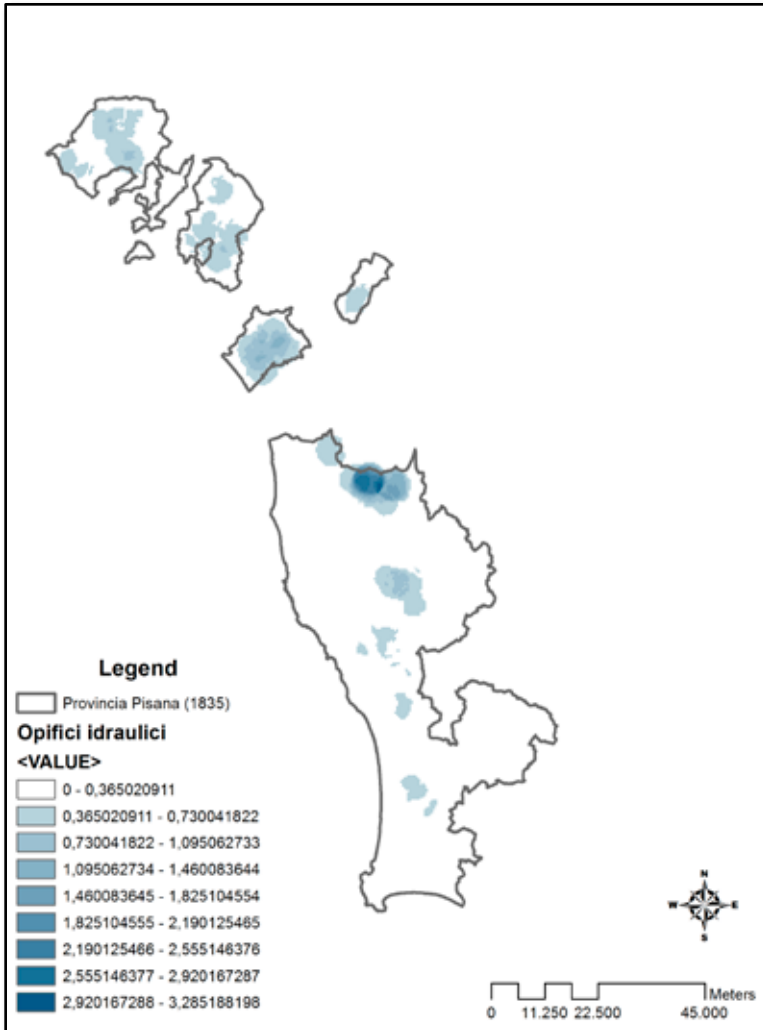 Legend
Provincia Pisana (1835)
Opifici idraulici
<VALUE>
0 - 0,365020911
0,365020911 - 0,730041822
0,730041822 - 1,095062733
1,095062734 - 1,460083644
1,460083645 - 1,825104554
1,825104555 - 2,190125465
2,190125466 - 2,555146376
2,555146377 - 2,920167287
2,920167288 - 3,285188198
N
W E
S
Meters
0 11.250 22.500 45.000